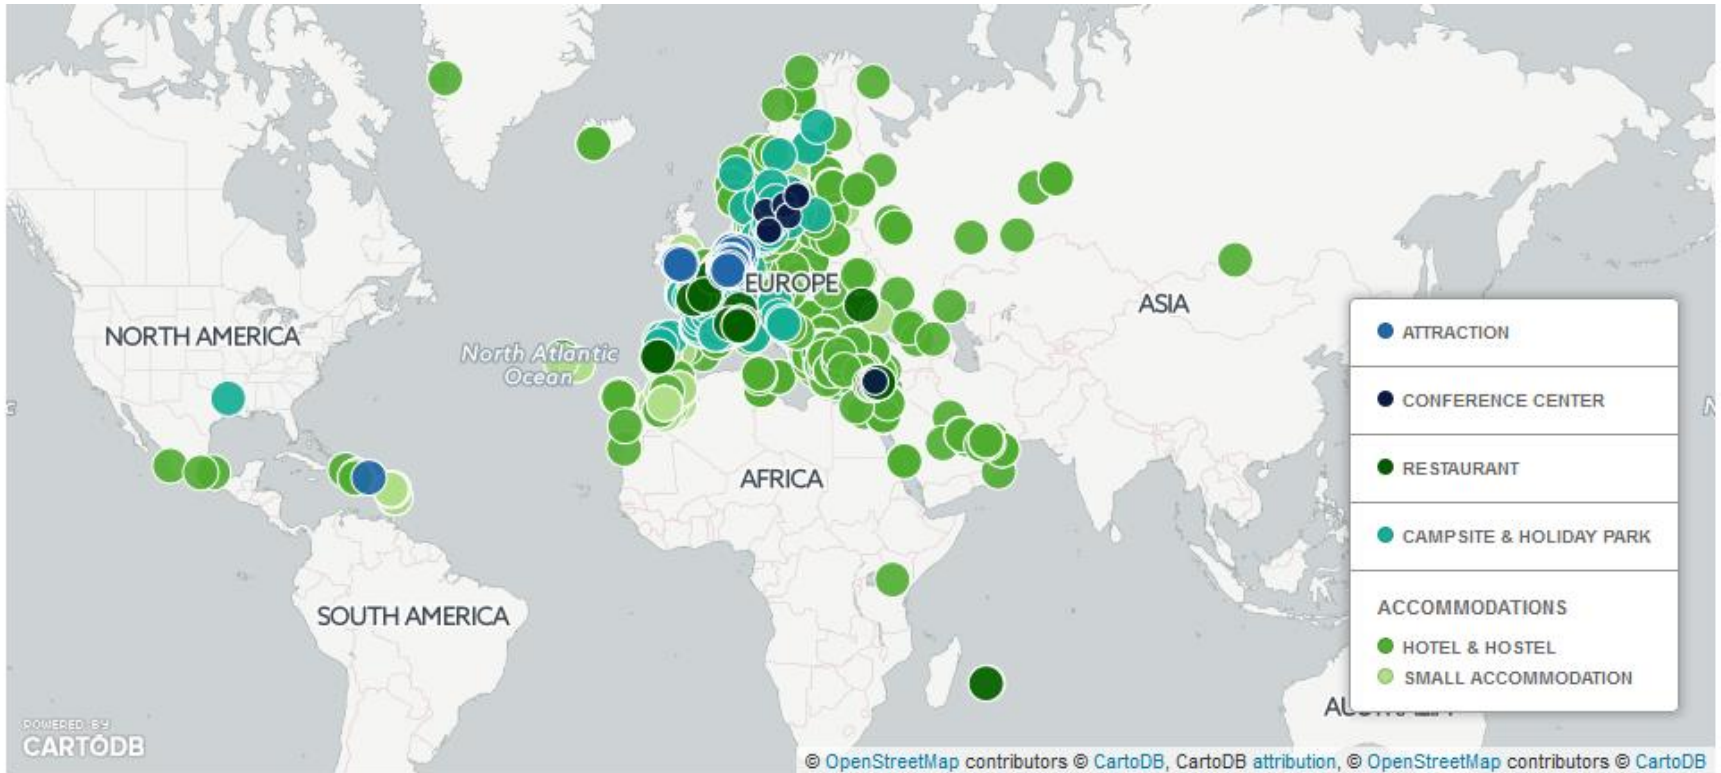 EUROPE
ASIA
NORTH AMERICA
North Atlantic
Ocean
AFRICA
SOUTH AMERICA
ATTRACTION
CONFERENCE CENTER
RESTAURANT
CAMPSITE & HOLIDAY PARK
ACCOMMODATIONS
HOTEL & HOSTEL
SMALL ACCOMMODATION
POWERED BY
CARTODB
© OpenStreetMap contributors © CartoDB, CartoDB attribution, © OpenStreetMap contributors © CartoDB